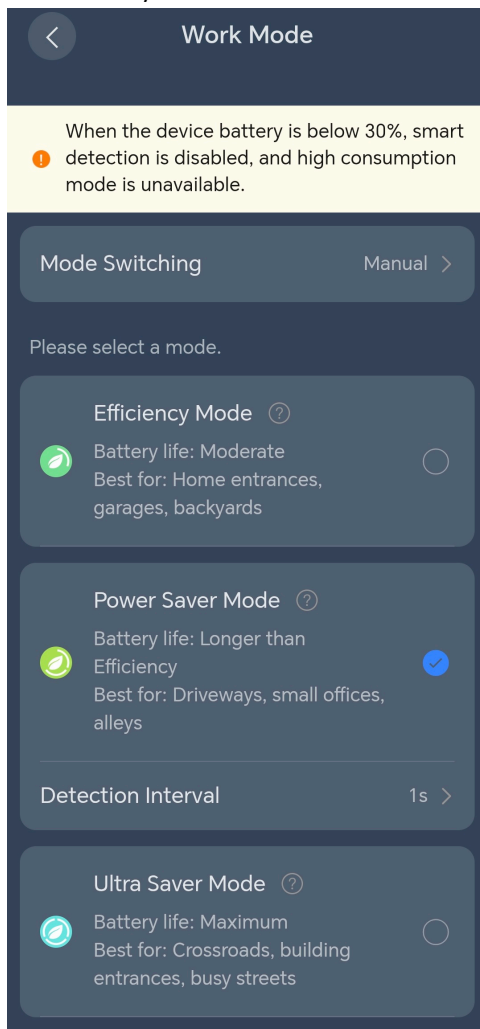 Work Mode
When the device battery is below 30%, smart
detection is disabled, and high consumption
mode is unavailable.
Mode Switching Manual
Please select a mode.
Efficiency Mode
Battery life: Moderate
Best for: Home entrances,
garages, backyards
Power Saver Mode
Battery life: Longer than
Efficiency
Best for: Driveways, small offices,
alleys
Detection Interval 1s
Ultra Saver Mode
Battery life: Maximum
Best for: Crossroads, building
entrances, busy streets